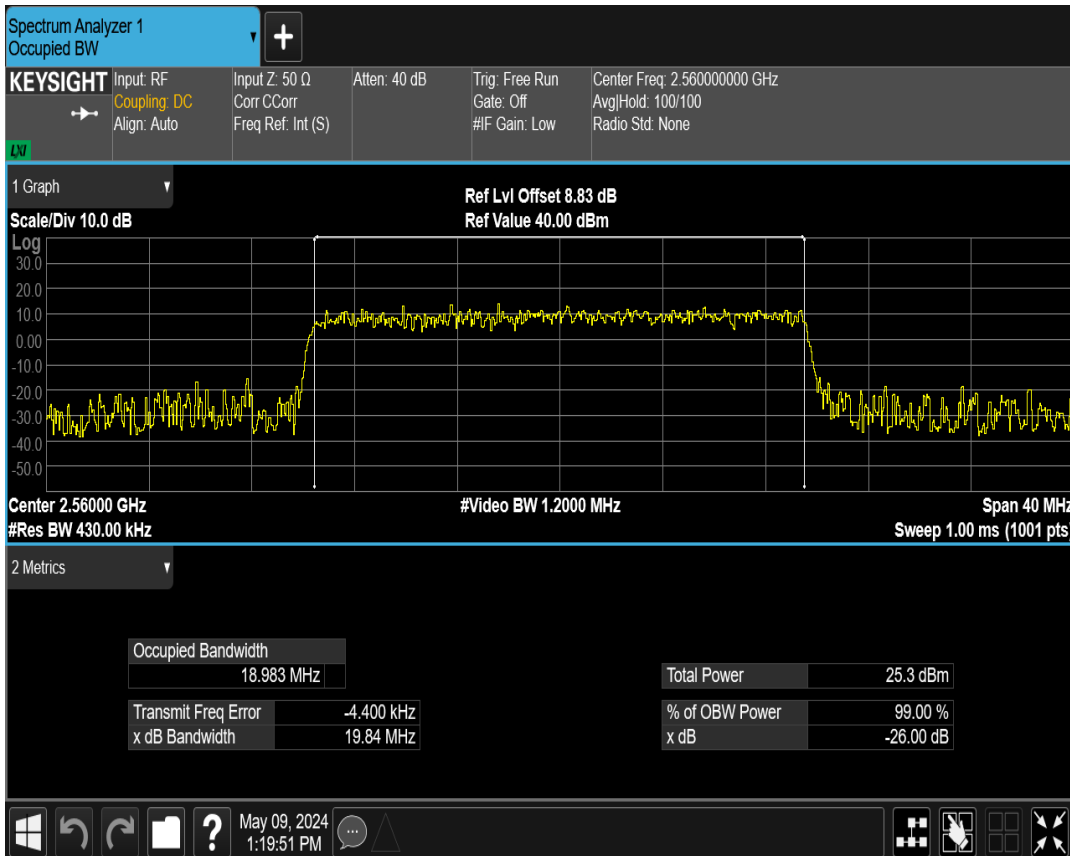 Spectrum Analyzer 1
Occupied BW
+
KEYSIGHT
LXI
Input: RF
Coupling: DC
Align: Auto
Input Z: 50 Ω
Corr CCorr
Freq Ref: Int (S)
Atten: 40 dB
Trig: Free Run
Gate: Off
#IF Gain: Low
Center Freq: 2.560000000 GHz
Avg|Hold: 100/100
Radio Std: None
1 Graph
Ref Lvl Offset 8.83 dB
Scale/Div 10.0 dB
Ref Value 40.00 dBm
Log
30.0
20.0
10.0
0.00
-10.0
-20.0
-30.0
-40.0
-50.0
Center 2.56000 GHz
#Video BW 1.2000 MHz
Span 40 MHz
#Res BW 430.00 kHz
Sweep 1.00 ms (1001 pts)
2 Metrics
Occupied Bandwidth
18.983 MHz
Total Power 25.3 dBm
Transmit Freq Error -4.400 kHz
% of OBW Power 99.00 %
x dB Bandwidth 19.84 MHz
x dB -26.00 dB
?
May 09, 2024
1:19:51 PM